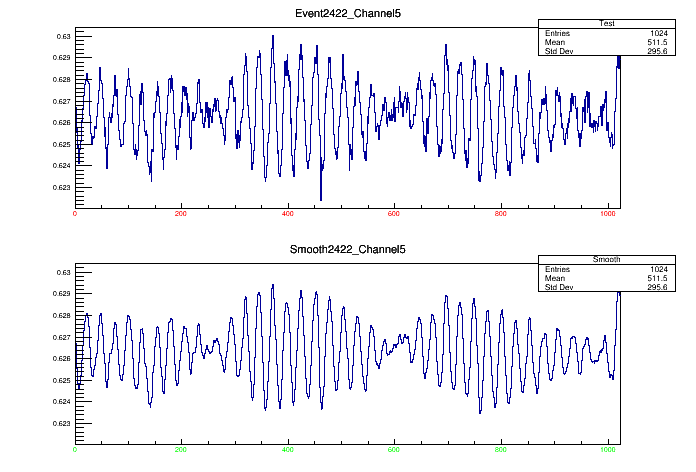 Event2422_Channel5
Test
Entries 1024
Mean 511.5
Std Dev 295.6
0.63
0.629
0.628
0.627
0.626
0.625
0.624
0.623
0 200 400 600 800 1000
Smooth2422_Channel5
Smooth
Entries 1024
Mean 511.5
Std Dev 295.6
0.63
0.629
0.628
0.627
0.626
0.625
0.624
0.623
0 200 400 600 800 1000